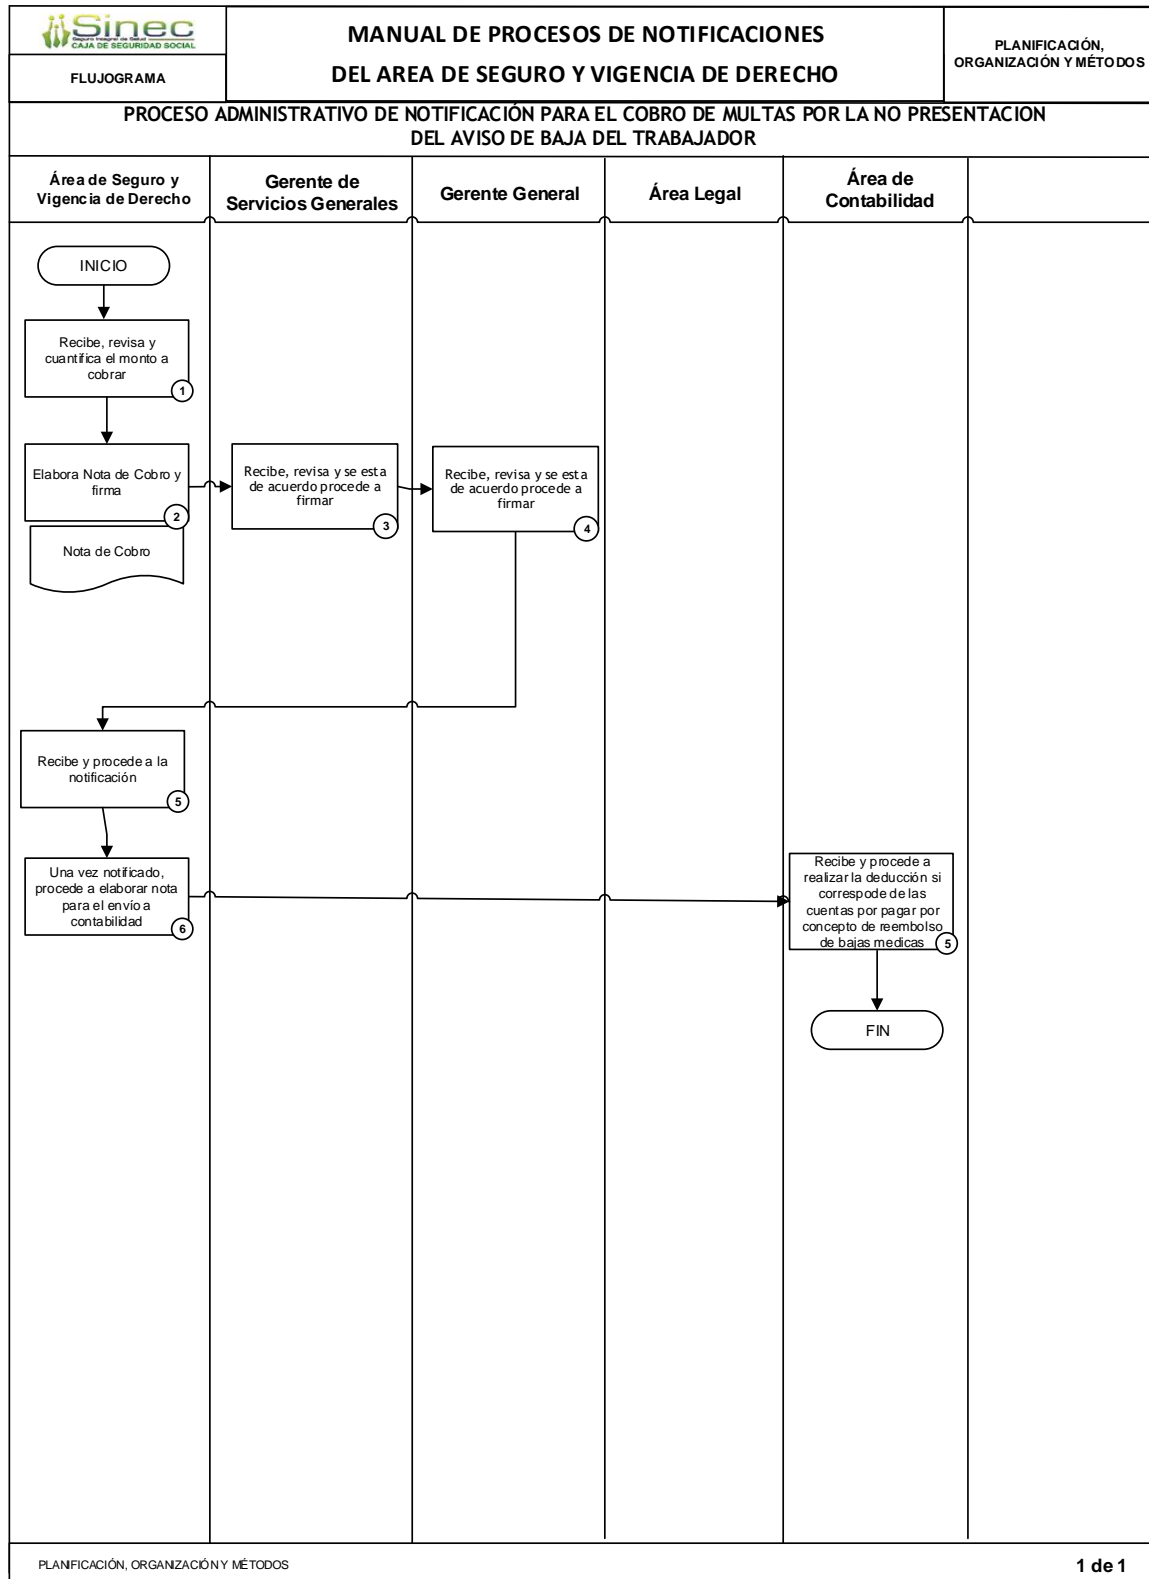 Sinec
Seguro Integral de Salud
CAJA DE SEGURIDAD SOCIAL
FLUJOGRAMA
MANUAL DE PROCESOS DE NOTIFICACIONES
DEL AREA DE SEGURO Y VIGENCIA DE DERECHO
PLANIFICACIÓN,
ORGANIZACIÓN Y MÉTODOS
PROCESO ADMINISTRATIVO DE NOTIFICACIÓN PARA EL COBRO DE MULTAS POR LA NO PRESENTACION
DEL AVISO DE BAJA DEL TRABAJADOR
Área de Seguro y
Vigencia de Derecho
Gerente de
Servicios Generales
Gerente General
Área Legal
Área de
Contabilidad
INICIO
Recibe, revisa y
cuantifica el monto a
cobrar
1
Elabora Nota de Cobro y
firma
2
Nota de Cobro
Recibe, revisa y se esta
de acuerdo procede a
firmar
3
Recibe, revisa y se esta
de acuerdo procede a
firmar
4
Recibe y procede a la
notificación
5
Una vez notificado,
procede a elaborar nota
para el envío a
contabilidad
6
Recibe y procede a
realizar la deducción si
correspode de las
cuentas por pagar por
concepto de reembolso
de bajas medicas
5
FIN
PLANIFICACIÓN, ORGANIZACIÓN Y MÉTODOS
1 de 1